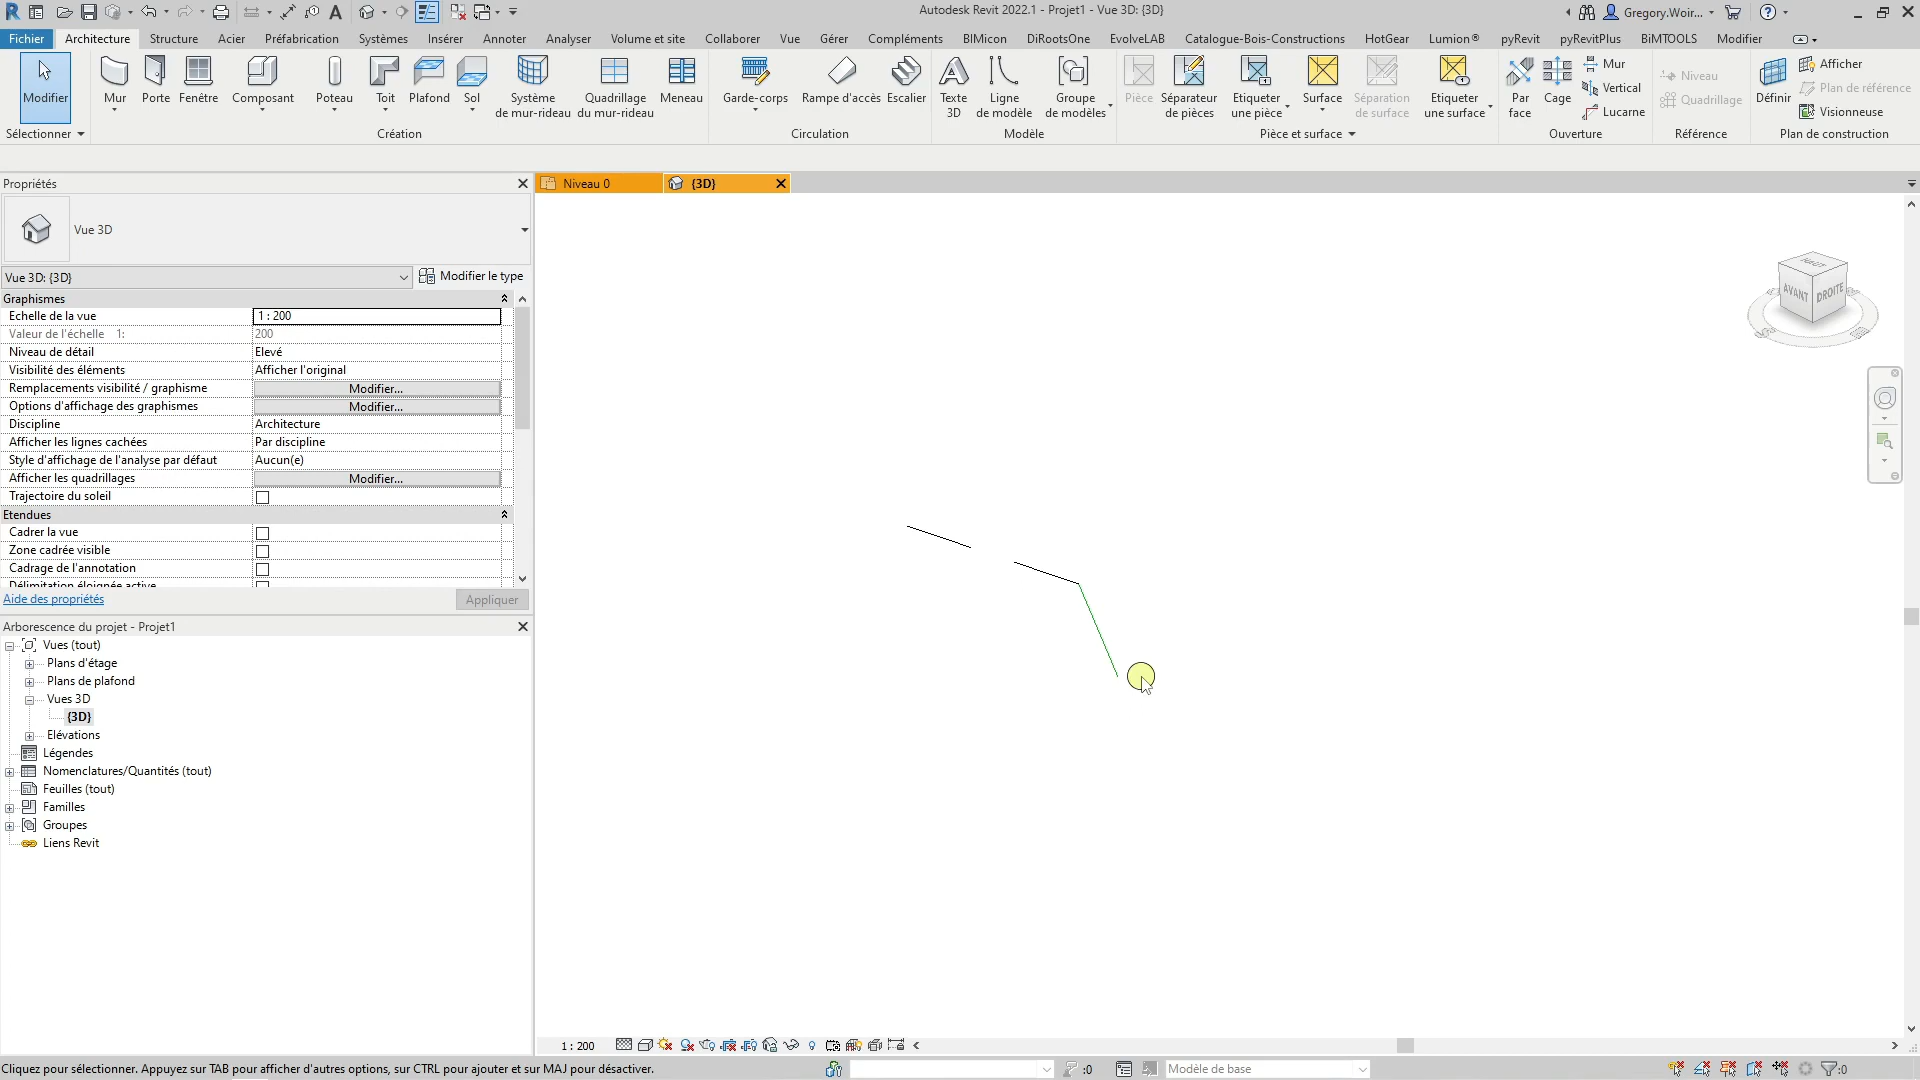 Autodesk Revit 2022.1 - Projet1 - Vue 3D: {3D}
Gregory.Woir...
Fichier Architecture Structure Acier Préfabrication Systèmes Insérer Annoter Analyser Volume et site Collaborer Vue Gérer Compléments BIMicon DiRootsOne EvolveLAB Catalogue-Bois-Constructions HotGear Lumion® pyRevit pyRevitPlus BiMTOOLS Modifier
Modifier
Mur Porte Fenêtre Composant Poteau Toit Plafond Sol
Système de mur-rideau
Quadrillage du mur-rideau
Meneau
Garde-corps Rampe d'accès Escalier
Texte 3D
Ligne de modèle
Groupe de modèles
Pièce
Séparateur de pièces
Etiqueter une pièce
Surface
Séparation de surface
Etiqueter une surface
Par face
Cage
Mur
Vertical
Lucarne
Niveau
Quadrillage
Définir
Afficher
Plan de référence
Visionneuse
Sélectionner
Création
Circulation
Modèle
Pièce et surface
Ouverture
Référence
Plan de construction
Propriétés
Vue 3D
Vue 3D: {3D}
Modifier le type
Graphismes
Echelle de la vue 1 : 200
Valeur de l'échelle 1: 200
Niveau de détail Elevé
Visibilité des éléments Afficher l'original
Remplacements visibilité / graphisme Modifier...
Options d'affichage des graphismes Modifier...
Discipline Architecture
Afficher les lignes cachées Par discipline
Style d'affichage de l'analyse par défaut Aucun(e)
Afficher les quadrillages Modifier...
Trajectoire du soleil
Etendues
Cadrer la vue
Zone cadrée visible
Cadrage de l'annotation
Délimitation éloignée active
Aide des propriétés
Appliquer
Arborescence du projet - Projet1
Vues (tout)
Plans d'étage
Plans de plafond
Vues 3D
{3D}
Elévations
Légendes
Nomenclatures/Quantités (tout)
Feuilles (tout)
Familles
Groupes
Liens Revit
Niveau 0
{3D}
HAUT
AVANT DROITE
1 : 200
Cliquez pour sélectionner. Appuyez sur TAB pour afficher d'autres options, sur CTRL pour ajouter et sur MAJ pour désactiver.
:0
Modèle de base
:0